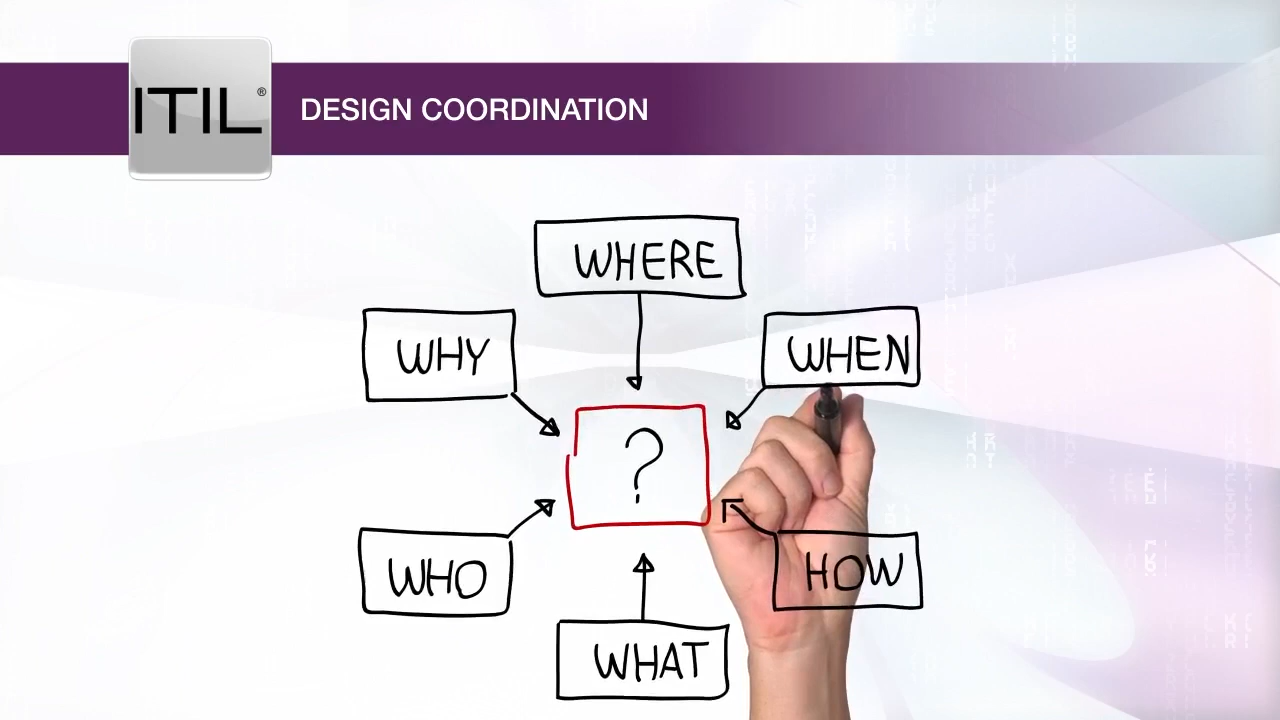 ITIL®
DESIGN COORDINATION
WHERE
WHY
WHEN
?
WHO
HOW
WHAT